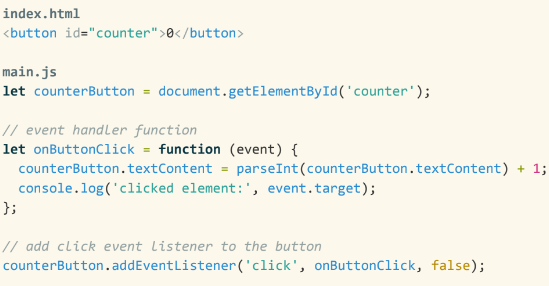 index.html
<button id="counter">0</button>
main.js
let counterButton = document.getElementById('counter');
// event handler function
let onButtonClick = function (event) {
  counterButton.textContent = parseInt(counterButton.textContent) + 1;
  console.log('clicked element:', event.target);
};
// add click event listener to the button
counterButton.addEventListener('click', onButtonClick, false);